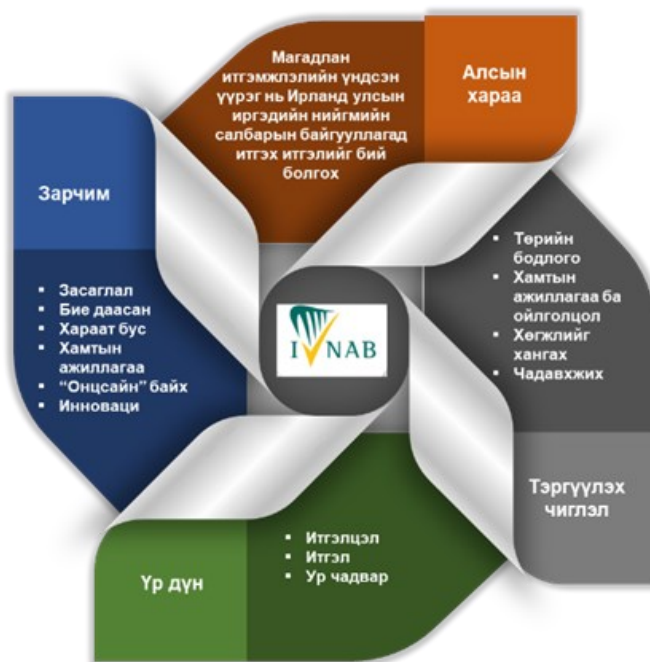 Магадлан
итгэмжлэлийн үндсэн
үүрэг нь Ирланд улсын
иргэдийн нийгмийн
салбарын байгууллагад
итгэх итгэлийг бий
болгох
Алсын
хараа
Зарчим
▪ Засаглал
▪ Бие даасан
▪ Хараат бус
▪ Хамтын
ажиллагаа
▪ “Онцсайн” байх
▪ Инноваци
▪ Төрийн
бодлого
▪ Хамтын
ажиллагаа ба
ойлголцол
▪ Хөгжлийг
хангах
▪ Чадавхжих
I NAB
Тэргүүлэх
чиглэл
Үр дүн
▪ Итгэлцэл
▪ Итгэл
▪ Ур чадвар